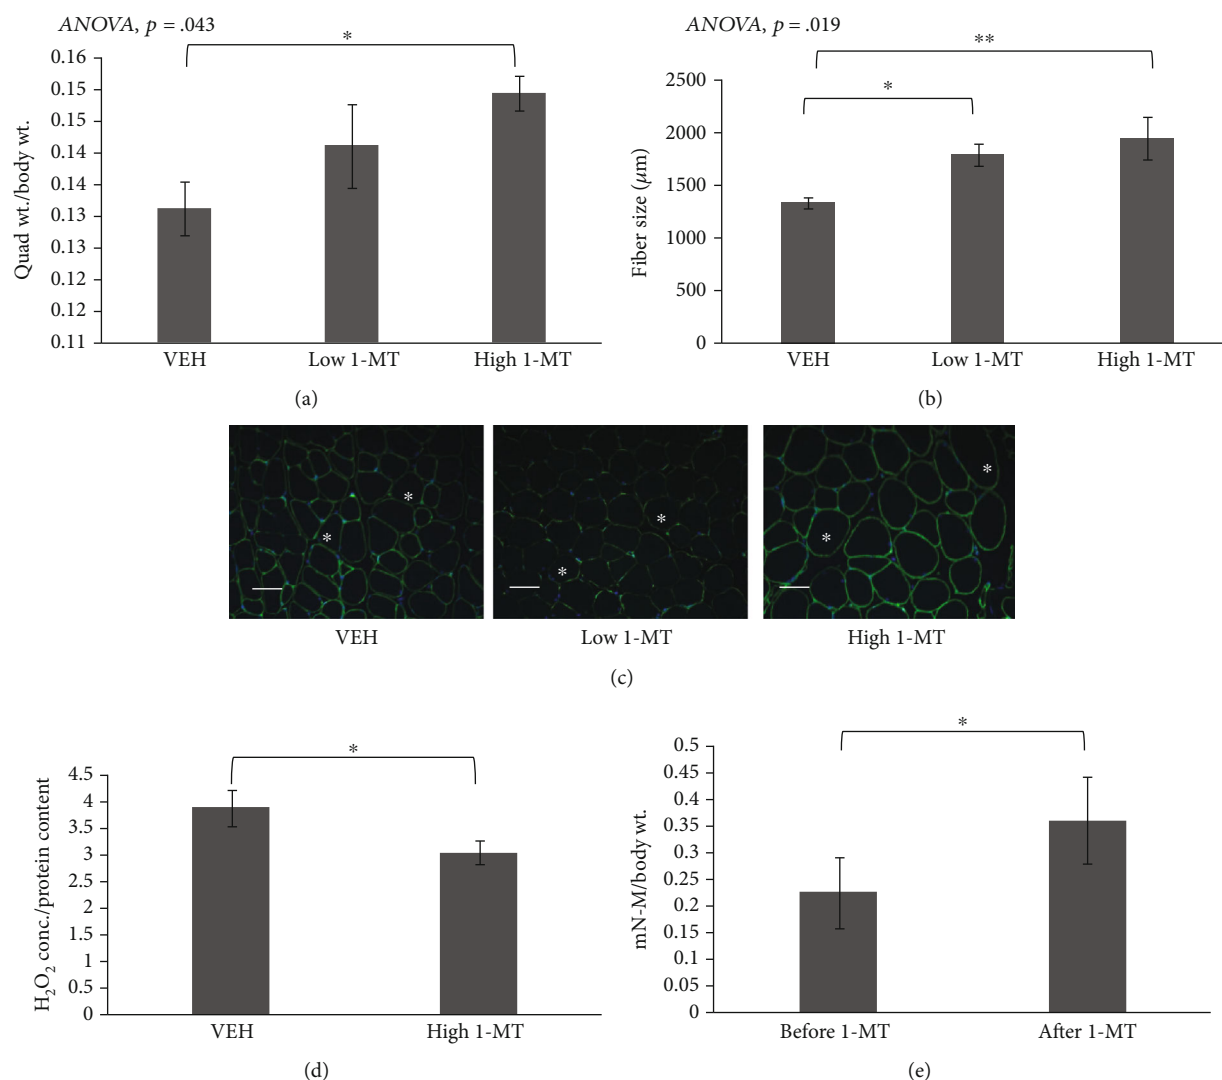 ANOVA, p = .043
*
0.16
0.15
0.15
0.14
0.14
0.13
0.13
0.12
0.12
0.11
Quad wt./body wt.
VEH Low 1-MT High 1-MT
(a)
ANOVA, p = .019
**
*
2500
2000
1500
1000
500
0
Fiber size (µm)
VEH Low 1-MT High 1-MT
(b)
* * * * * *
VEH Low 1-MT High 1-MT
(c)
*
4.5
4
3.5
3
2.5
2
1.5
1
0.5
0
H₂O₂ conc./protein content
VEH High 1-MT
(d)
*
0.5
0.45
0.4
0.35
0.3
0.25
0.2
0.15
0.1
0.05
0
mN-M/body wt.
Before 1-MT After 1-MT
(e)